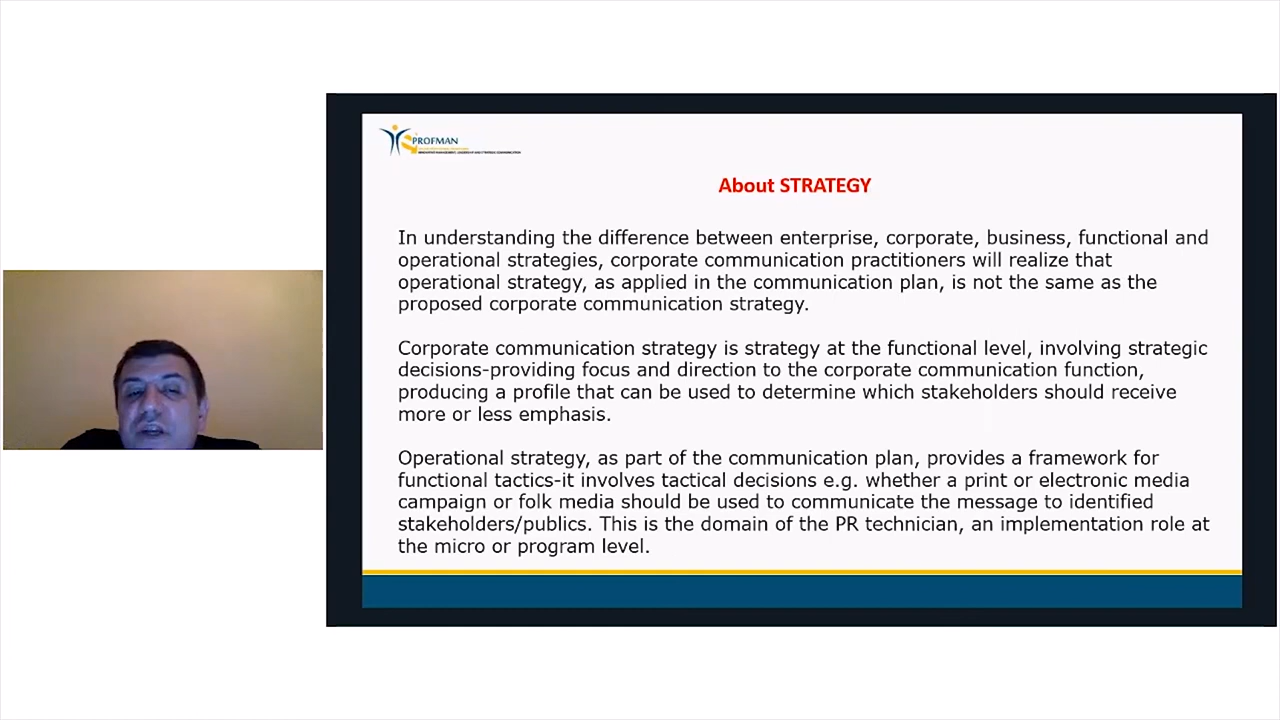 PROFMAN
INNOVATIVE MANAGEMENT, LEADERSHIP AND STRATEGIC COMMUNICATION
About STRATEGY
In understanding the difference between enterprise, corporate, business, functional and
operational strategies, corporate communication practitioners will realize that
operational strategy, as applied in the communication plan, is not the same as the
proposed corporate communication strategy.
Corporate communication strategy is strategy at the functional level, involving strategic
decisions-providing focus and direction to the corporate communication function,
producing a profile that can be used to determine which stakeholders should receive
more or less emphasis.
Operational strategy, as part of the communication plan, provides a framework for
functional tactics-it involves tactical decisions e.g. whether a print or electronic media
campaign or folk media should be used to communicate the message to identified
stakeholders/publics. This is the domain of the PR technician, an implementation role at
the micro or program level.